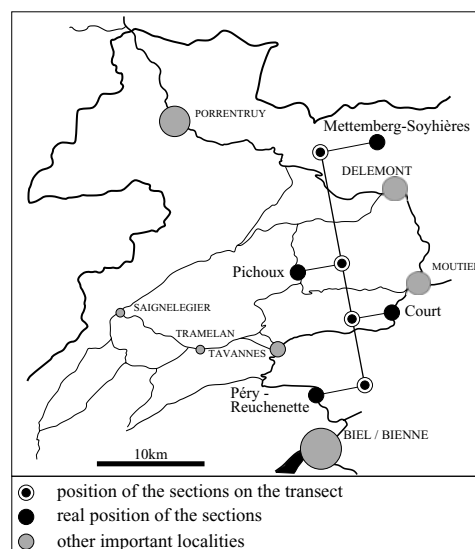 PORRENTRUY
Mettemberg-Soyhières
DELEMONT
Pichoux
MOUTIER
SAIGNELEGIER
Court
TRAMELAN
TAVANNES
Péry -
Reuchenette
BIEL / BIENNE
10km
position of the sections on the transect
real position of the sections
other important localities